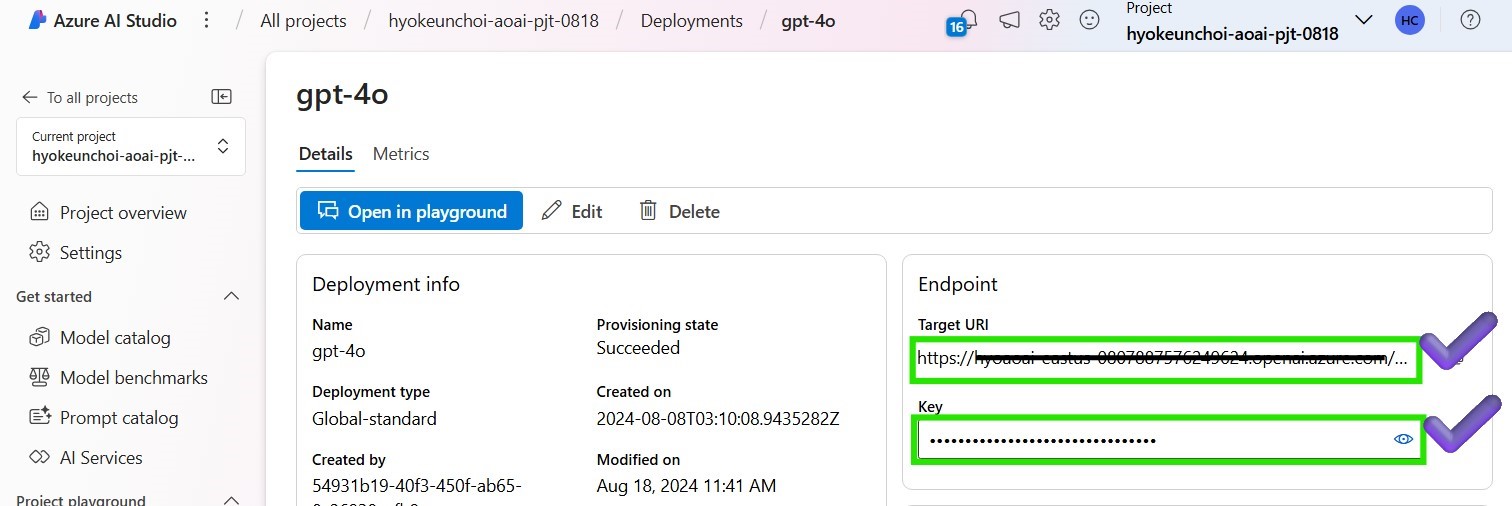 Azure AI Studio
All projects / hyokeunchoi-aoai-pjt-0818 / Deployments / gpt-4o
16
Project
hyokeunchoi-aoai-pjt-0818
HC
To all projects
Current project
hyokeunchoi-aoai-pjt-...
Project overview
Settings
Get started
Model catalog
Model benchmarks
Prompt catalog
AI Services
Project playground
gpt-4o
Details Metrics
Open in playground Edit Delete
Deployment info
Name
gpt-4o
Provisioning state
Succeeded
Deployment type
Global-standard
Created on
2024-08-08T03:10:08.9435282Z
Created by
54931b19-40f3-450f-ab65-
Modified on
Aug 18, 2024 11:41 AM
Endpoint
Target URI
https:// /...
Key